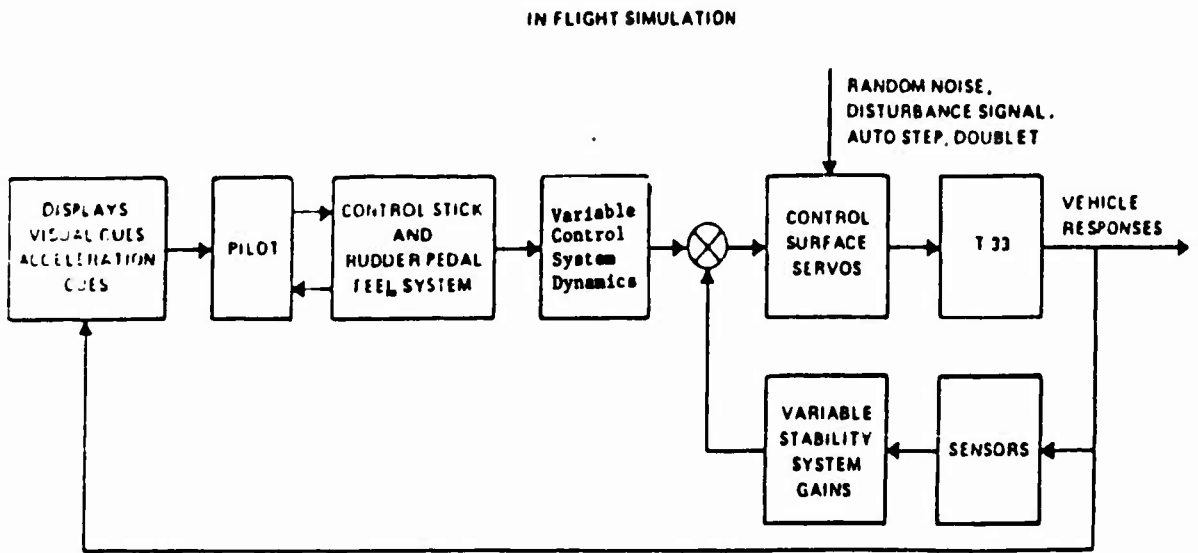 IN FLIGHT SIMULATION
RANDOM NOISE,
DISTURBANCE SIGNAL,
AUTO STEP, DOUBLET
DISPLAYS
VISUAL CUES
ACCELERATION
CUES
PILOT
CONTROL STICK
AND
RUDDER PEDAL
FEEL SYSTEM
Variable
Control
System
Dynamics
CONTROL
SURFACE
SERVOS
T 33
VEHICLE
RESPONSES
VARIABLE
STABILITY
SYSTEM
GAINS
SENSORS